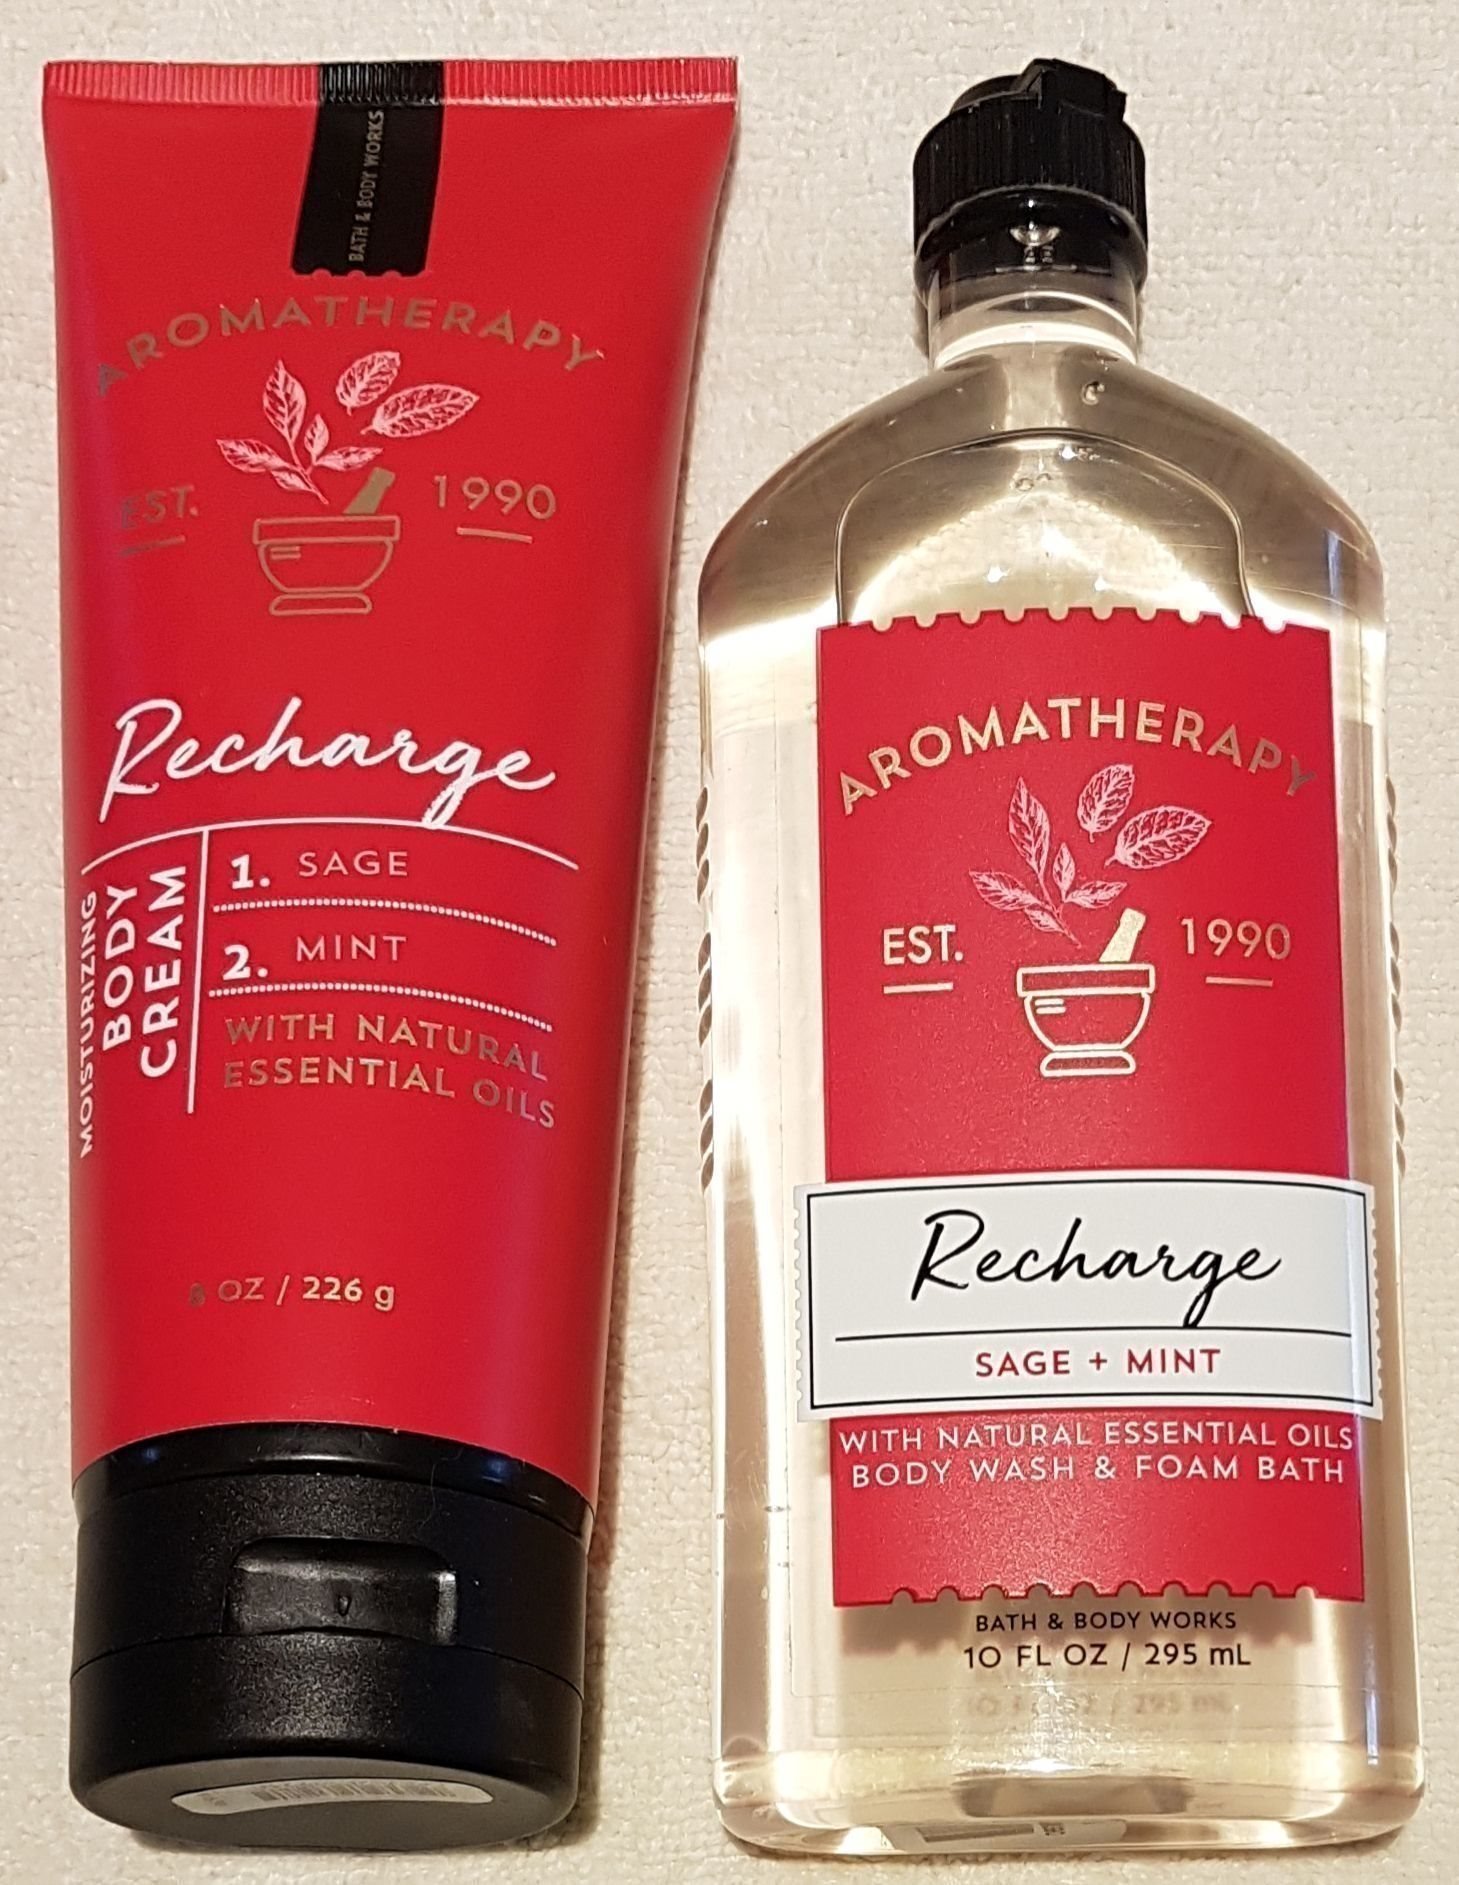 BATH & BODY WORKS
AROMATHERAPY
EST. 1990
Recharge
MOISTURIZING
BODY
CREAM
1. SAGE
2. MINT
WITH NATURAL
ESSENTIAL OILS
8 OZ / 226 g
AROMATHERAPY
EST. 1990
Recharge
SAGE + MINT
WITH NATURAL ESSENTIAL OILS
BODY WASH & FOAM BATH
BATH & BODY WORKS
10 FL OZ / 295 mL